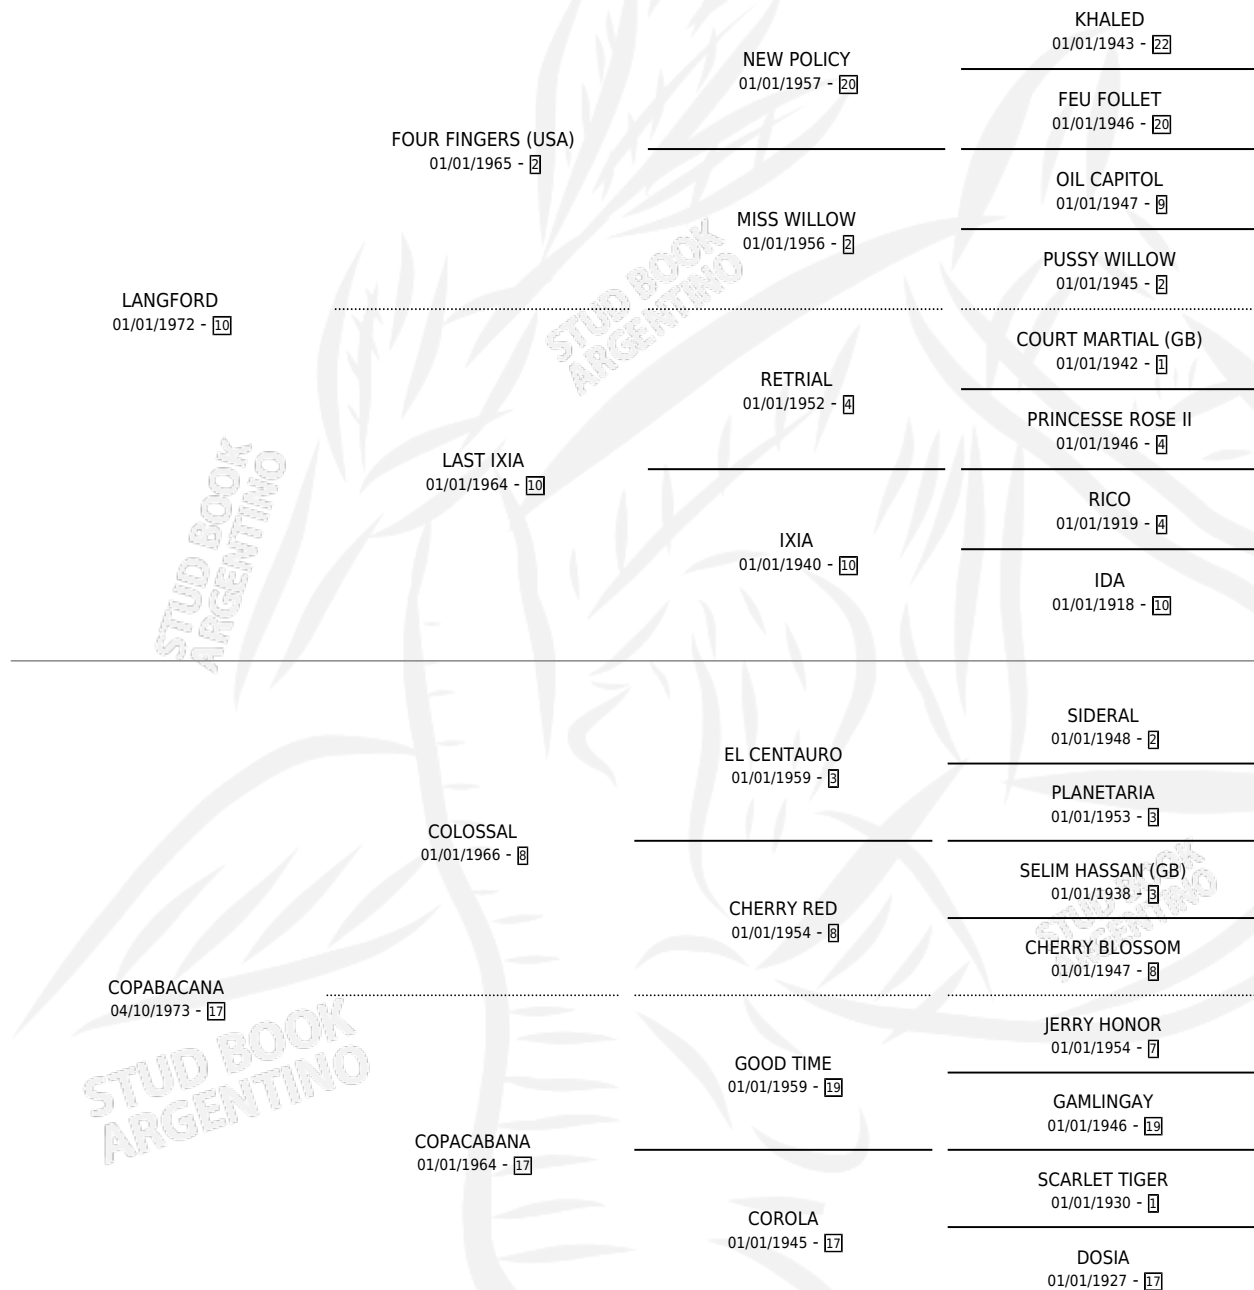 LANGFORD
01/01/1972 - 10
FOUR FINGERS (USA)
01/01/1965 - 2
LAST IXIA
01/01/1964 - 10
NEW POLICY
01/01/1957 - 20
MISS WILLOW
01/01/1956 - 2
RETRIAL
01/01/1952 - 4
IXIA
01/01/1940 - 10
KHALED
01/01/1943 - 22
FEU FOLLET
01/01/1946 - 20
OIL CAPITOL
01/01/1947 - 9
PUSSY WILLOW
01/01/1945 - 2
COURT MARTIAL (GB)
01/01/1942 - 1
PRINCESSE ROSE II
01/01/1946 - 4
RICO
01/01/1919 - 4
IDA
01/01/1918 - 10
COPABACANA
04/10/1973 - 17
COLOSSAL
01/01/1966 - 8
COPACABANA
01/01/1964 - 17
EL CENTAURO
01/01/1959 - 3
CHERRY RED
01/01/1954 - 8
GOOD TIME
01/01/1959 - 19
COROLA
01/01/1945 - 17
SIDERAL
01/01/1948 - 2
PLANETARIA
01/01/1953 - 3
SELIM HASSAN (GB)
01/01/1938 - 3
CHERRY BLOSSOM
01/01/1947 - 8
JERRY HONOR
01/01/1954 - 7
GAMLINGAY
01/01/1946 - 19
SCARLET TIGER
01/01/1930 - 1
DOSIA
01/01/1927 - 17
STUD BOOK
ARGENTINO
STUD BOOK
ARGENTINO
STUD BOOK
ARGENTINO
STUD BOOK
ARGENTINO